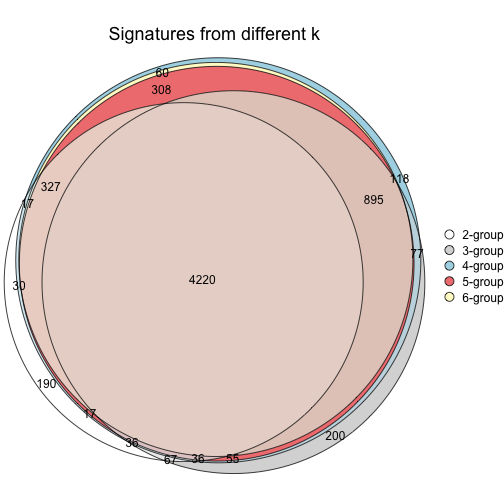 Signatures from different k
60
308
118
327
895
17
77
4220
30
190
17
200
36
67
36
55
2-group
3-group
4-group
5-group
6-group